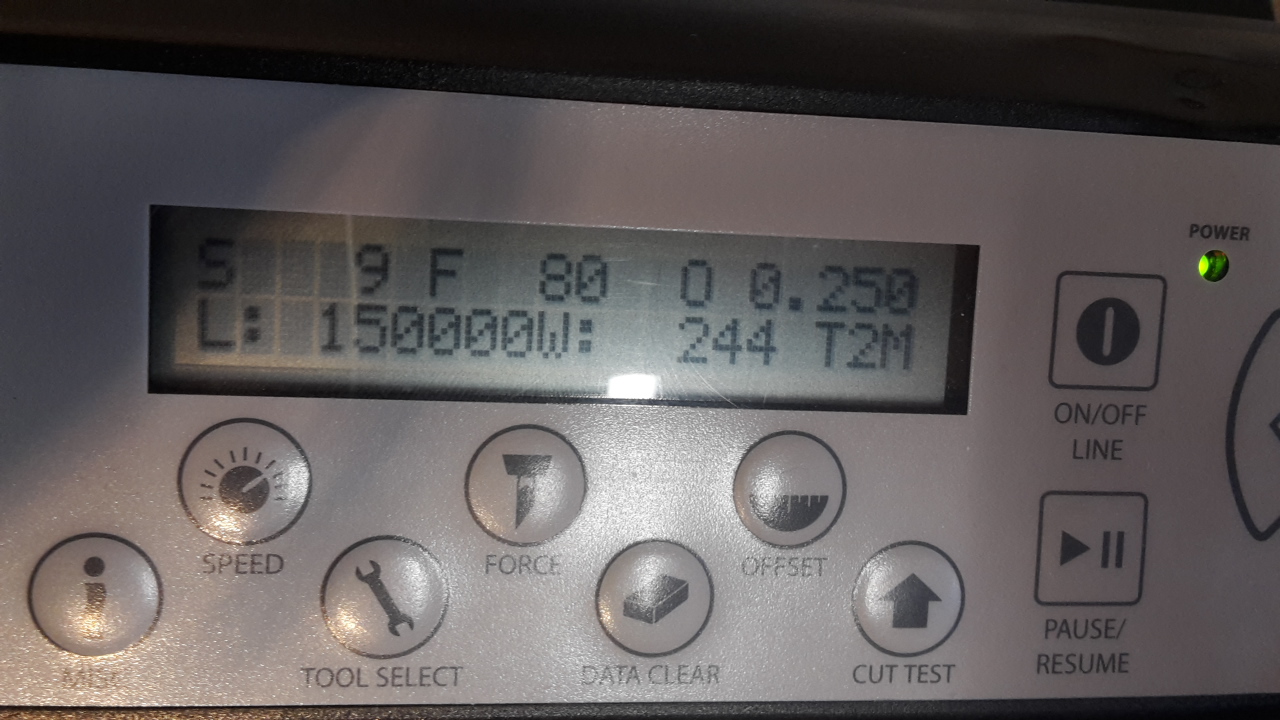 S 9 F 80 O 0.250
L: 150000W: 244 T2M
POWER
ON/OFF
LINE
SPEED
FORCE
OFFSET
MISC
TOOL SELECT
DATA CLEAR
CUT TEST
PAUSE/
RESUME